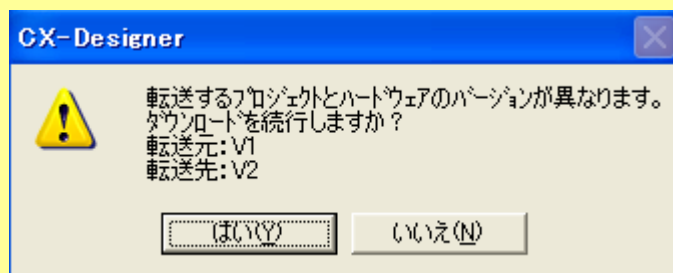 CX-Designer
転送するﾌﾟﾛｼﾞｪｸﾄとﾊｰﾄﾞｳｪｱのﾊﾞｰｼﾞｮﾝが異なります。
ﾀﾞｳﾝﾛｰﾄﾞを続行しますか？
転送元：V1
転送先：V2
はい(Y)
いいえ(N)